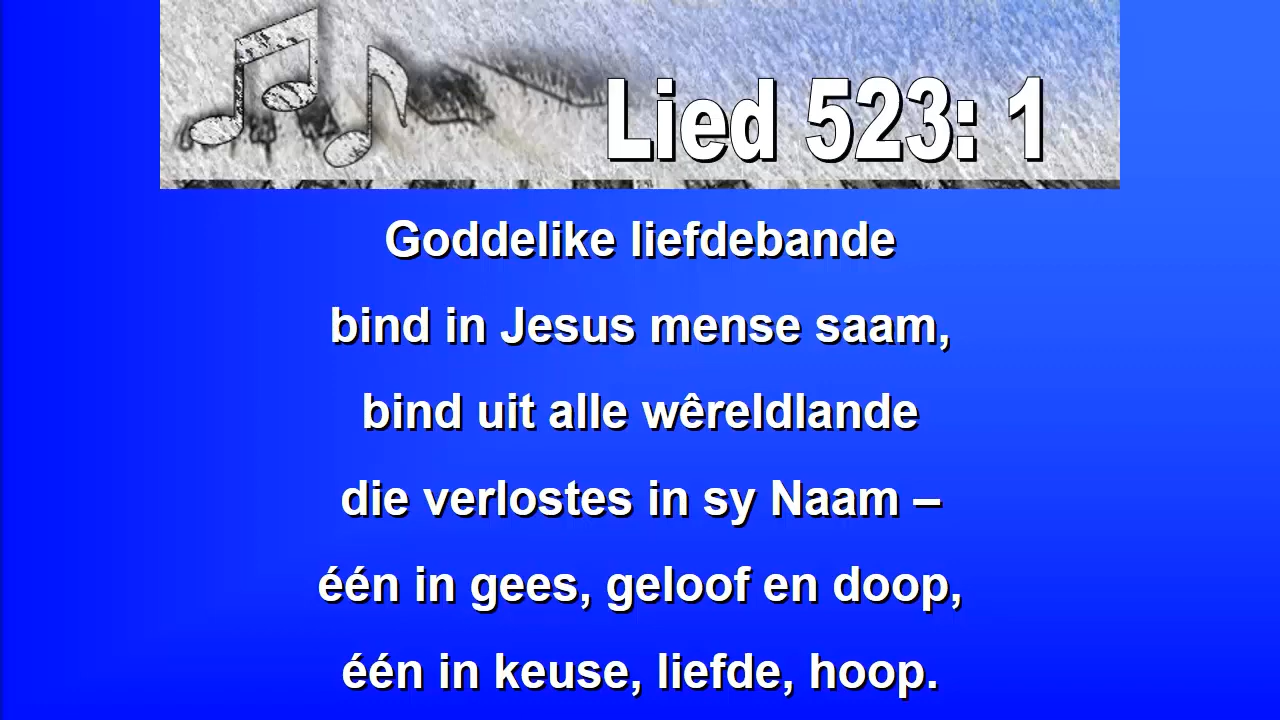 Lied 523: 1
Goddelike liefdebande
bind in Jesus mense saam,
bind uit alle wêreldlande
die verlostes in sy Naam –
één in gees, geloof en doop,
één in keuse, liefde, hoop.